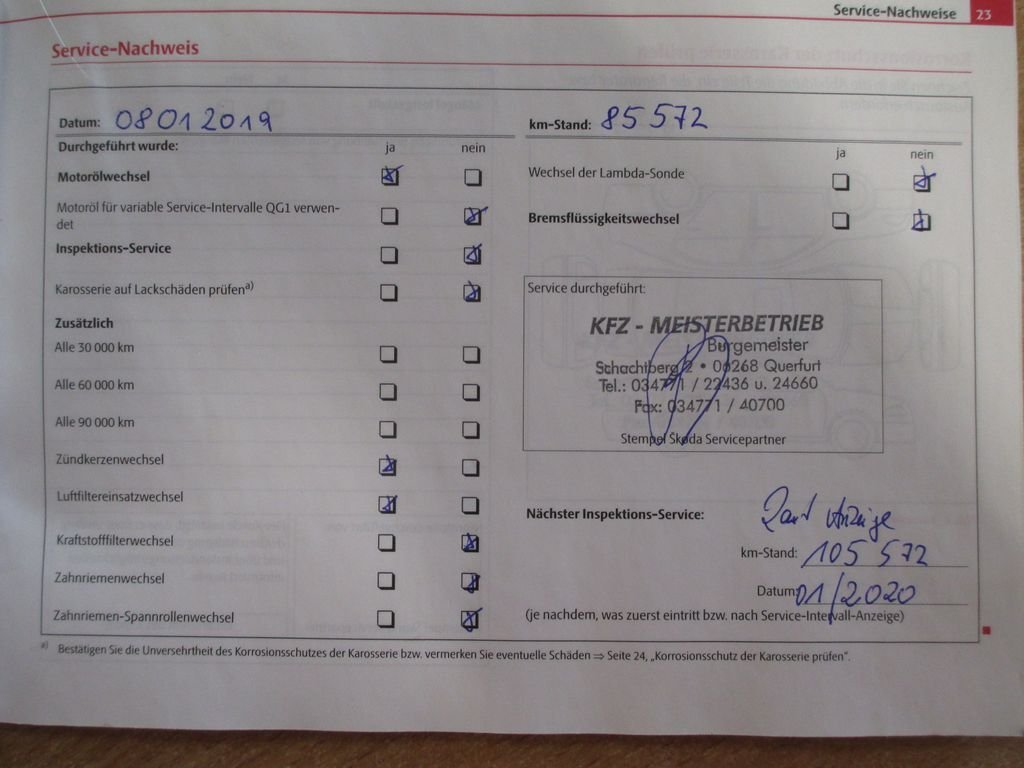 Service-Nachweise 23
Service-Nachweis
Datum: 08 01 2019
km-Stand: 85 572
Durchgeführt wurde: ja nein
Motorölwechsel
Motoröl für variable Service-Intervalle QG1 verwen-
det
Inspektions-Service
Karosserie auf Lackschäden prüfen a)
Zusätzlich
Alle 30 000 km
Alle 60 000 km
Alle 90 000 km
Zündkerzenwechsel
Luftfiltereinsatzwechsel
Kraftstofffilterwechsel
Zahnriemenwechsel
Zahnriemen-Spannrollenwechsel
ja nein
Wechsel der Lambda-Sonde
Bremsflüssigkeitswechsel
Service durchgeführt:
KFZ - MEISTERBETRIEB
Burgemeister
Schachtberg 2 • 06268 Querfurt
Tel.: 034771 / 22436 u. 24660
Fax: 034771 / 40700
Stempel Škoda Servicepartner
Nächster Inspektions-Service: Laut Anzeige
km-Stand: 105 572
Datum: 01/2020
(je nachdem, was zuerst eintritt bzw. nach Service-Intervall-Anzeige)
a) Bestätigen Sie die Unversehrtheit des Korrosionsschutzes der Karosserie bzw. vermerken Sie eventuelle Schäden ⇒ Seite 24, „Korrosionsschutz der Karosserie prüfen“.